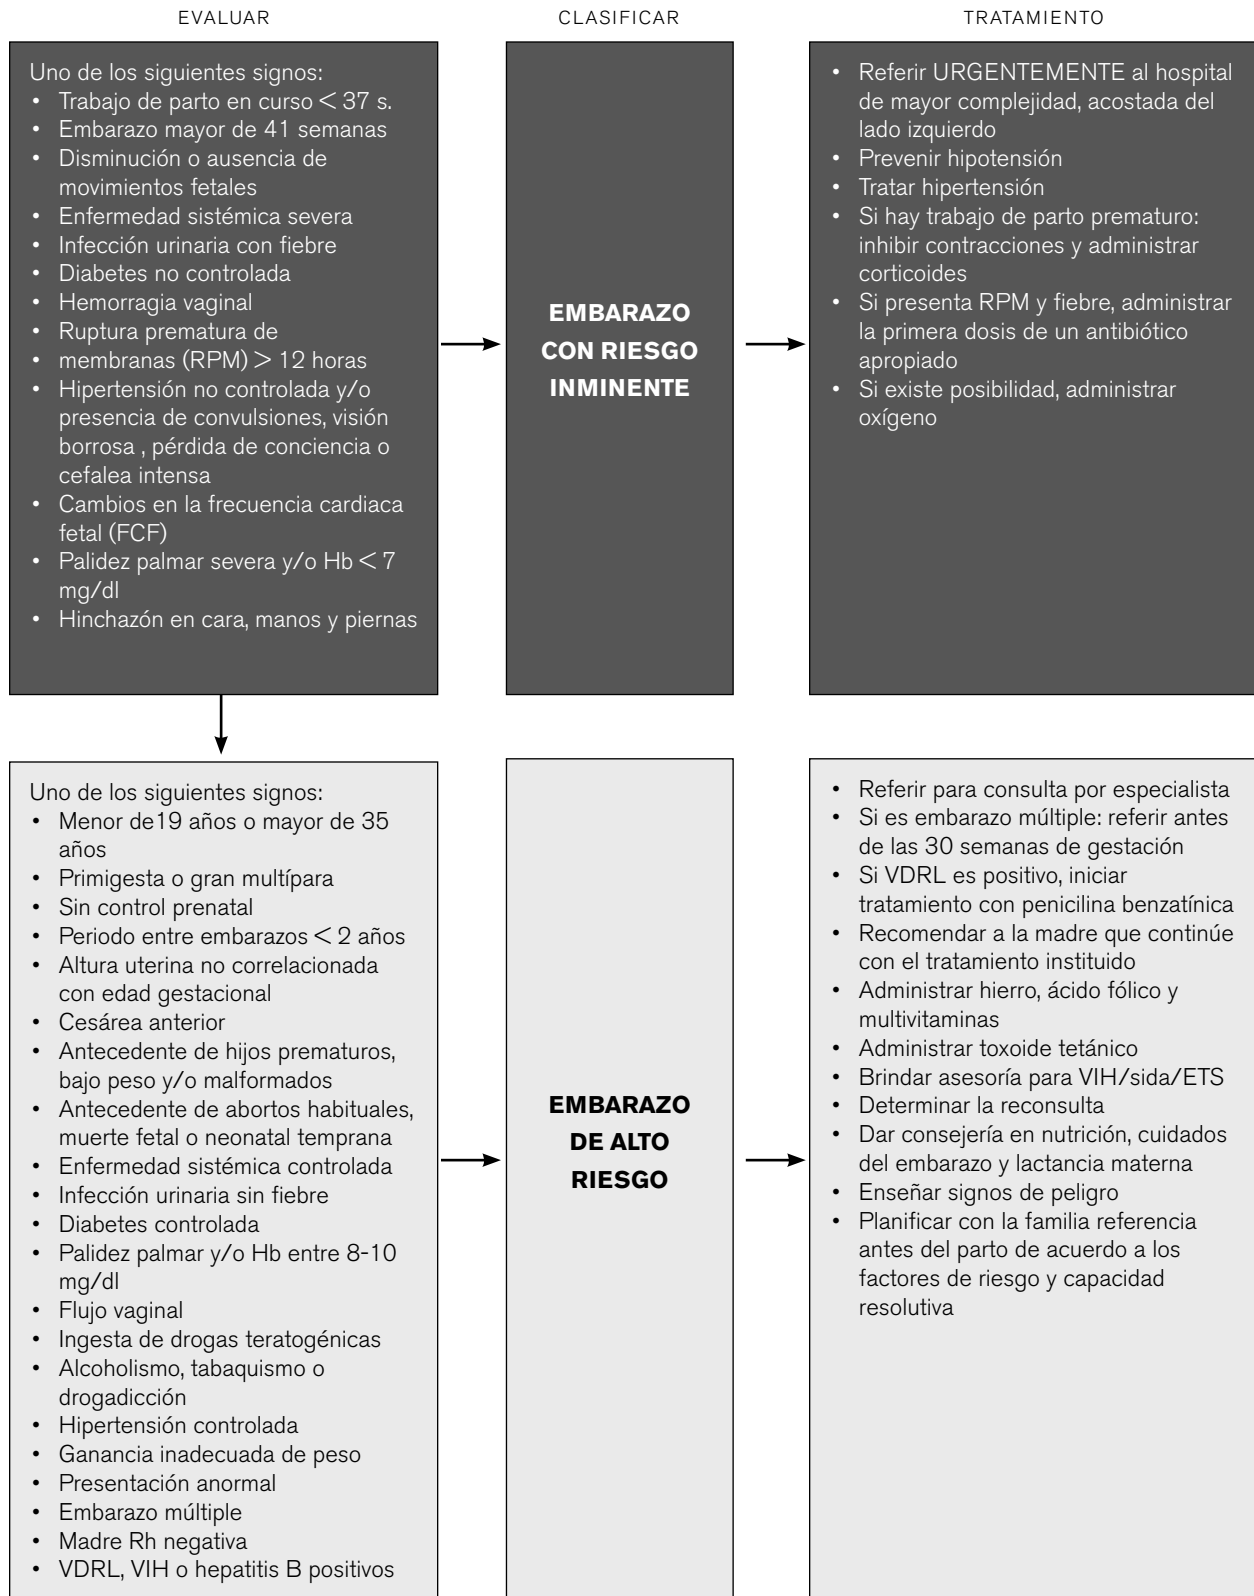 EVALUAR
CLASIFICAR
TRATAMIENTO
Uno de los siguientes signos:
• Trabajo de parto en curso < 37 s.
• Embarazo mayor de 41 semanas
• Disminución o ausencia de
movimientos fetales
• Enfermedad sistémica severa
• Infección urinaria con fiebre
• Diabetes no controlada
• Hemorragia vaginal
• Ruptura prematura de
• membranas (RPM) > 12 horas
• Hipertensión no controlada y/o
presencia de convulsiones, visión
borrosa , pérdida de conciencia o
cefalea intensa
• Cambios en la frecuencia cardiaca
fetal (FCF)
• Palidez palmar severa y/o Hb < 7
mg/dl
• Hinchazón en cara, manos y piernas
EMBARAZO
CON RIESGO
INMINENTE
• Referir URGENTEMENTE al hospital
de mayor complejidad, acostada del
lado izquierdo
• Prevenir hipotensión
• Tratar hipertensión
• Si hay trabajo de parto prematuro:
inhibir contracciones y administrar
corticoides
• Si presenta RPM y fiebre, administrar
la primera dosis de un antibiótico
apropiado
• Si existe posibilidad, administrar
oxígeno
Uno de los siguientes signos:
• Menor de19 años o mayor de 35
años
• Primigesta o gran multípara
• Sin control prenatal
• Periodo entre embarazos < 2 años
• Altura uterina no correlacionada
con edad gestacional
• Cesárea anterior
• Antecedente de hijos prematuros,
bajo peso y/o malformados
• Antecedente de abortos habituales,
muerte fetal o neonatal temprana
• Enfermedad sistémica controlada
• Infección urinaria sin fiebre
• Diabetes controlada
• Palidez palmar y/o Hb entre 8-10
mg/dl
• Flujo vaginal
• Ingesta de drogas teratogénicas
• Alcoholismo, tabaquismo o
drogadicción
• Hipertensión controlada
• Ganancia inadecuada de peso
• Presentación anormal
• Embarazo múltiple
• Madre Rh negativa
• VDRL, VIH o hepatitis B positivos
EMBARAZO
DE ALTO
RIESGO
• Referir para consulta por especialista
• Si es embarazo múltiple: referir antes
de las 30 semanas de gestación
• Si VDRL es positivo, iniciar
tratamiento con penicilina benzatínica
• Recomendar a la madre que continúe
con el tratamiento instituido
• Administrar hierro, ácido fólico y
multivitaminas
• Administrar toxoide tetánico
• Brindar asesoría para VIH/sida/ETS
• Determinar la reconsulta
• Dar consejería en nutrición, cuidados
del embarazo y lactancia materna
• Enseñar signos de peligro
• Planificar con la familia referencia
antes del parto de acuerdo a los
factores de riesgo y capacidad
resolutiva